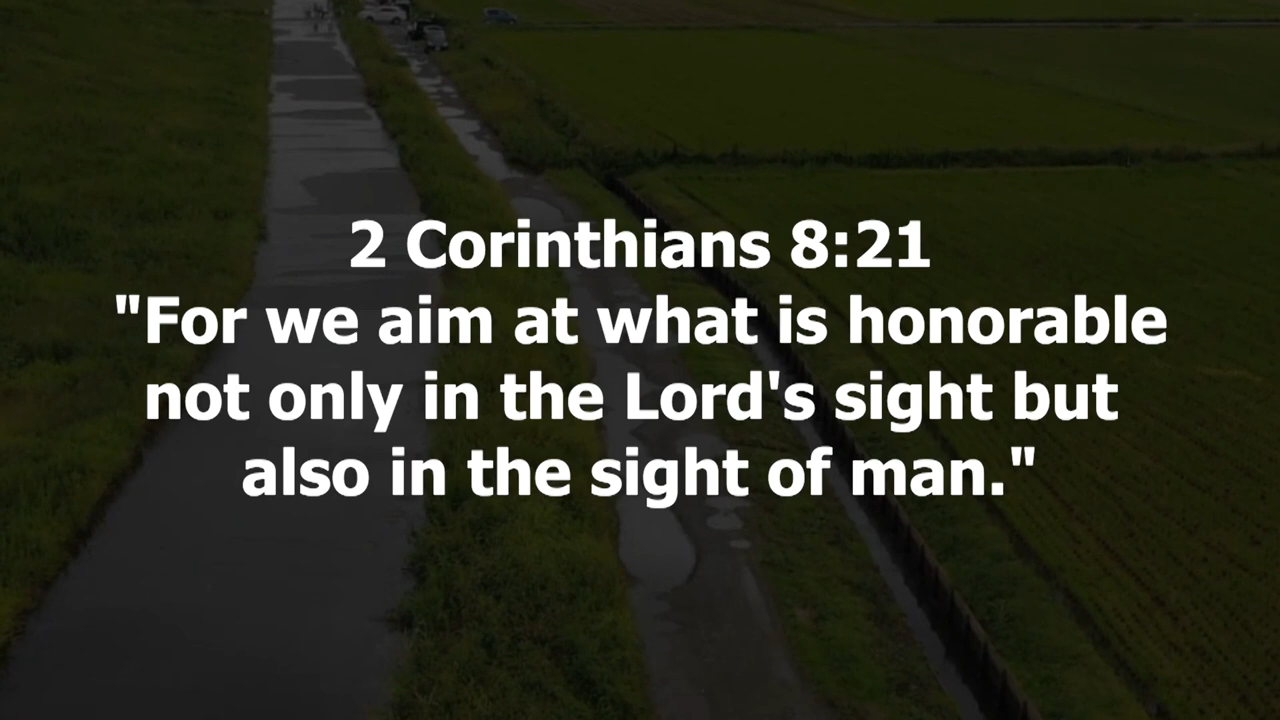 2 Corinthians 8:21
"For we aim at what is honorable
not only in the Lord's sight but
also in the sight of man."